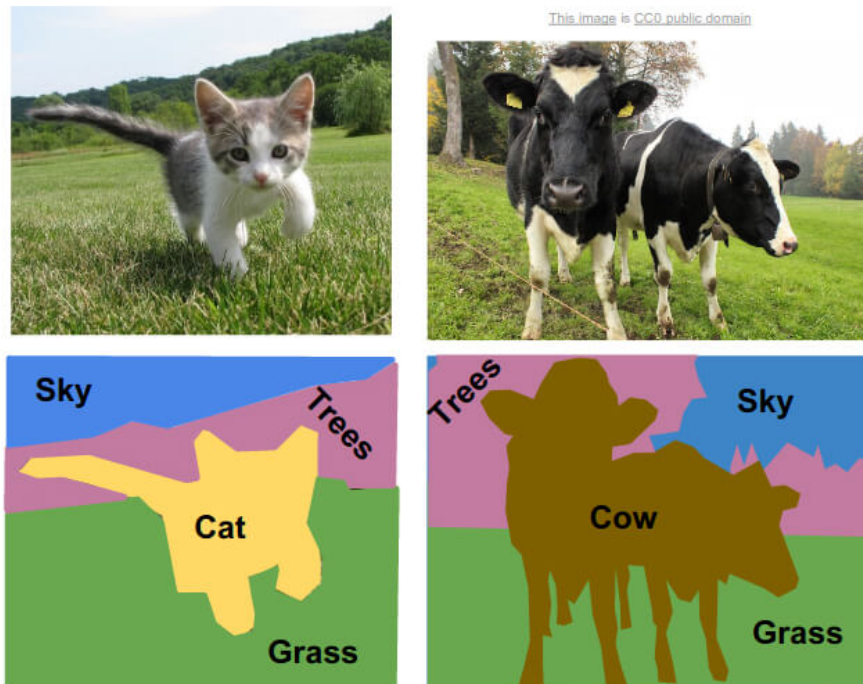 This image is CC0 public domain
Sky
Trees
Cat
Grass
Trees
Sky
Cow
Grass